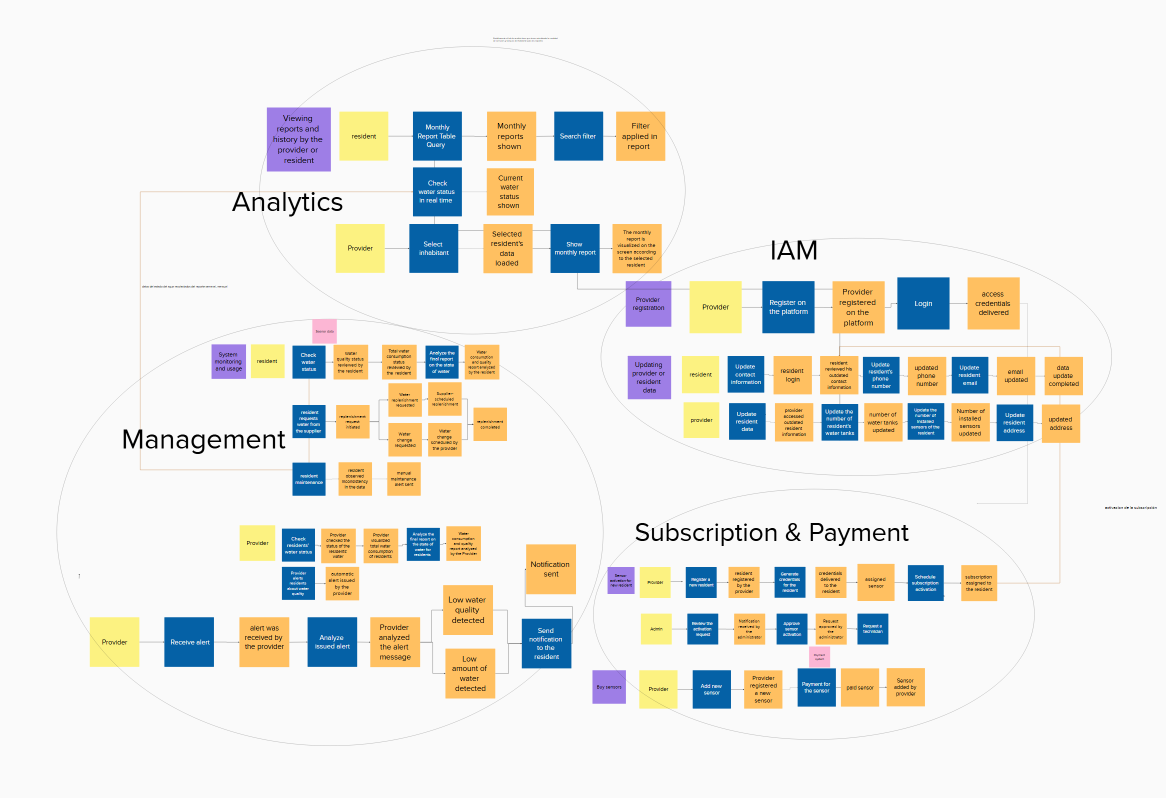 Viewing
reports and
history by the
provider or
resident
resident
Monthly
Report Table
Query
Monthly
reports
shown
Search filter
Filter
applied in
report
Check
water status
in real time
Current
water
status
shown
Analytics
Provider
Select
inhabitant
Selected
resident's
data
loaded
Show
monthly report
The monthly
report is
visualized on the
screen according
to the selected
resident
IAM
Provider
registration
Provider
Register on
the platform
Provider
registered
on the
platform
Login
access
credentials
delivered
Updating
provider or
resident
data
resident
Update
contact
information
resident
login
resident
reviewed his
outdated
contact
information
Update
resident's
phone
number
updated
phone
number
Update
resident
email
email
updated
data
update
completed
provider
Update
resident
data
provider
accessed
outdated
resident
information
Update the
number of
resident's
water tanks
number of
water tanks
updated
Update the
number of
installed
sensors of the
resident
Number of
installed
sensors
updated
Update
resident
address
updated
address
System
monitoring
and usage
resident
Check
water
status
Water
quality status
reviewed by
the resident
Total water
consumption
status
reviewed by
the resident
Analyze the
final report
on the state
of water
Water
consumption
and quality
report analyzed
by the resident
resident
requests
water from
the supplier
replenishment
request
initiated
Water
replenishment
requested
Supplier-
scheduled
replenishment
Water
change
requested
Water
change
scheduled by
the provider
replenishment
completed
Management
resident
maintenance
resident
observed
inconsistency
in the data
manual
maintenance
alert sent
Provider
Check
residents'
water status
Provider
checked the
status of the
residents'
water
Provider
visualized
total water
consumption
of residents
Analyze the
final report on
the state of
water for
residents
Water
consumption
and quality
report analyzed
by the Provider
Provider
alerts
residents
about water
quality
automatic
alert issued
by the
provider
Notification
sent
Provider
Receive alert
alert was
received by
the provider
Analyze
issued alert
Provider
analyzed
the alert
message
Low water
quality
detected
Low
amount of
water
detected
Send
notification
to the
resident
Subscription & Payment
activacion de la subscripción
Sensor
activation for
new resident
Provider
Register a
new resident
resident
registered
by the
provider
Generate
credentials
for the
resident
credentials
delivered
to the
resident
assigned
sensor
Schedule
subscription
activation
subscription
assigned to
the resident
Admin
Review the
activation
request
Notification
received by
the
administrator
Approve
sensor
activation
Request
approved by
the
administrator
Request a
technician
Buy sensors
Provider
Add new
sensor
Provider
registered
a new
sensor
Payment for
the sensor
paid sensor
Sensor
added by
provider